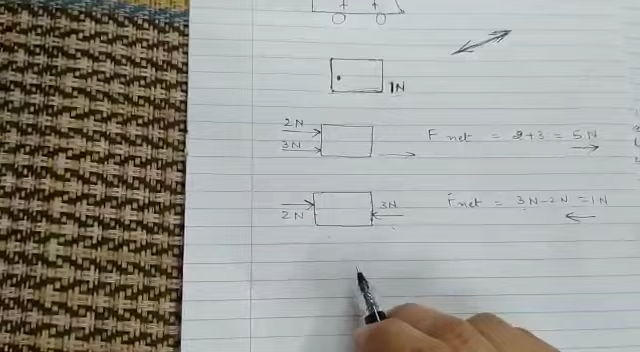 1N
2N
3N
F net = 2+3 = 5N
2N
3N
Fnet = 3N-2N = 1N